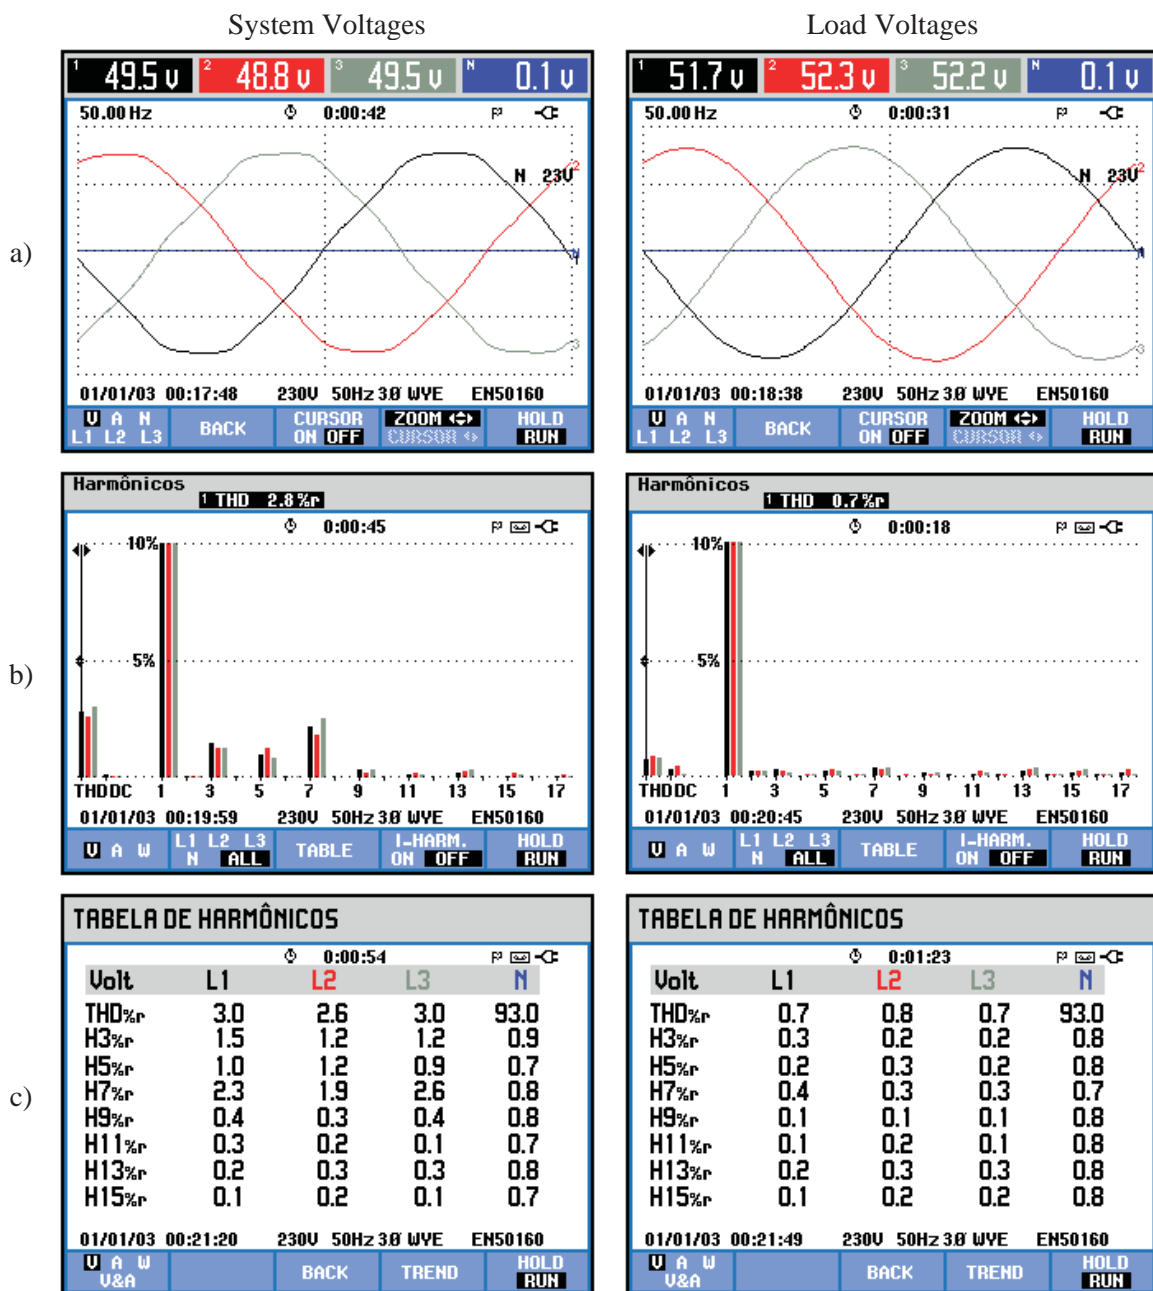 System Voltages
Load Voltages
a)
1 49.5 V 2 48.8 V 3 49.5 V N 0.1 V
50.00 Hz 0:00:42
N 23V
2
N
1
3
01/01/03 00:17:48 230V 50Hz 3Ø WYE EN50160
V A N
L1 L2 L3
BACK
CURSOR
ON OFF
ZOOM
CURSOR
HOLD
RUN
1 51.7 V 2 52.3 V 3 52.2 V N 0.1 V
50.00 Hz 0:00:31
N 23V
2
3
01/01/03 00:18:38 230V 50Hz 3Ø WYE EN50160
V A N
L1 L2 L3
BACK
CURSOR
ON OFF
ZOOM
CURSOR
HOLD
RUN
b)
Harmônicos
1 THD 2.8%r
0:00:45
10%
5%
THDDC 1 3 5 7 9 11 13 15 17
01/01/03 00:19:59 230V 50Hz 3Ø WYE EN50160
V A W
L1 L2 L3
N ALL
TABLE
I-HARM.
ON OFF
HOLD
RUN
Harmônicos
1 THD 0.7%r
0:00:18
10%
5%
THDDC 1 3 5 7 9 11 13 15 17
01/01/03 00:20:45 230V 50Hz 3Ø WYE EN50160
V A W
L1 L2 L3
N ALL
TABLE
I-HARM.
ON OFF
HOLD
RUN
c)
TABELA DE HARMÔNICOS
0:00:54
Volt L1 L2 L3 N
THD%r 3.0 2.6 3.0 93.0
H3%r 1.5 1.2 1.2 0.9
H5%r 1.0 1.2 0.9 0.7
H7%r 2.3 1.9 2.6 0.8
H9%r 0.4 0.3 0.4 0.8
H11%r 0.3 0.2 0.1 0.7
H13%r 0.2 0.3 0.3 0.8
H15%r 0.1 0.2 0.1 0.7
01/01/03 00:21:20 230V 50Hz 3Ø WYE EN50160
V A W
V&A
BACK
TREND
HOLD
RUN
TABELA DE HARMÔNICOS
0:01:23
Volt L1 L2 L3 N
THD%r 0.7 0.8 0.7 93.0
H3%r 0.3 0.2 0.2 0.8
H5%r 0.2 0.3 0.2 0.8
H7%r 0.4 0.3 0.3 0.7
H9%r 0.1 0.1 0.1 0.8
H11%r 0.1 0.2 0.1 0.8
H13%r 0.2 0.3 0.3 0.8
H15%r 0.1 0.2 0.2 0.8
01/01/03 00:21:49 230V 50Hz 3Ø WYE EN50160
V A W
V&A
BACK
TREND
HOLD
RUN